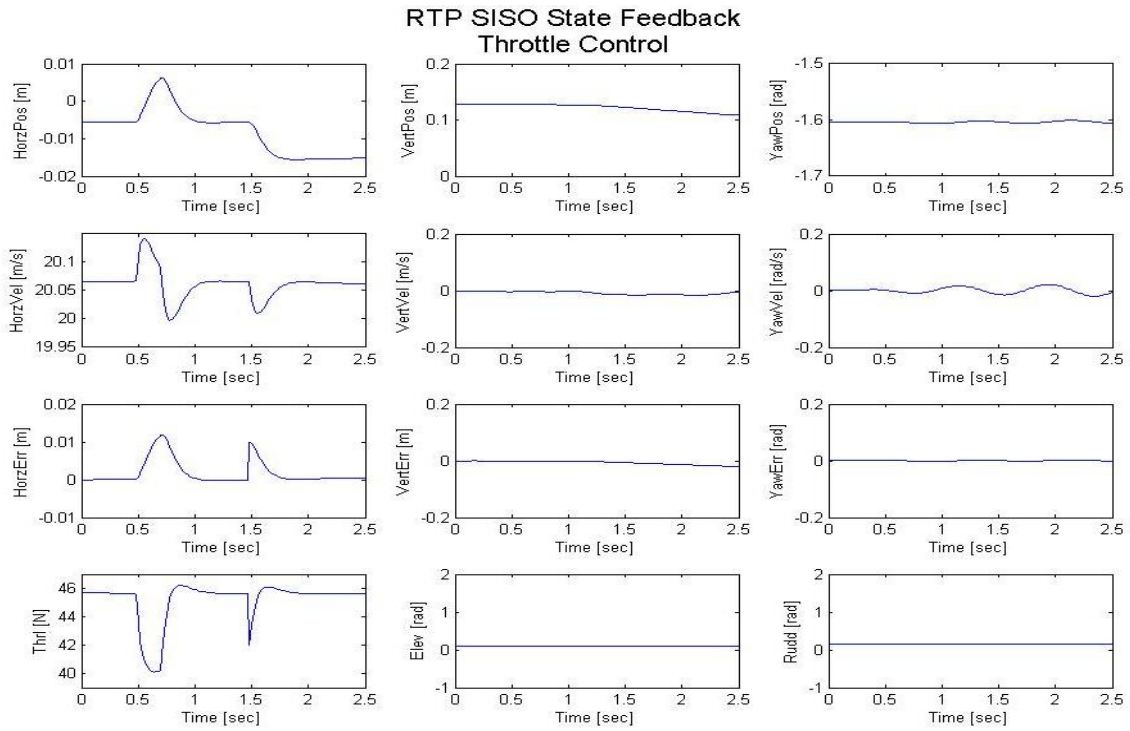 RTP SISO State Feedback
Throttle Control
HorzPos [m]
0.01
0
-0.01
-0.02
0 0.5 1 1.5 2 2.5
Time [sec]
VertPos [m]
0.2
0.1
0
0 0.5 1 1.5 2 2.5
Time [sec]
YawPos [rad]
-1.5
-1.6
-1.7
0 0.5 1 1.5 2 2.5
Time [sec]
HorzVel [m/s]
20.1
20.05
20
19.95
0 0.5 1 1.5 2 2.5
Time [sec]
VertVel [m/s]
0.2
0
-0.2
0 0.5 1 1.5 2 2.5
Time [sec]
YawVel [rad/s]
0.2
0
-0.2
0 0.5 1 1.5 2 2.5
Time [sec]
HorzErr [m]
0.02
0.01
0
-0.01
0 0.5 1 1.5 2 2.5
Time [sec]
VertErr [m]
0.2
0
-0.2
0 0.5 1 1.5 2 2.5
Time [sec]
YawErr [rad]
0.2
0
-0.2
0 0.5 1 1.5 2 2.5
Time [sec]
Thrl [N]
46
44
42
40
0 0.5 1 1.5 2 2.5
Time [sec]
Elev [rad]
2
1
0
-1
0 0.5 1 1.5 2 2.5
Time [sec]
Rudd [rad]
2
1
0
-1
0 0.5 1 1.5 2 2.5
Time [sec]